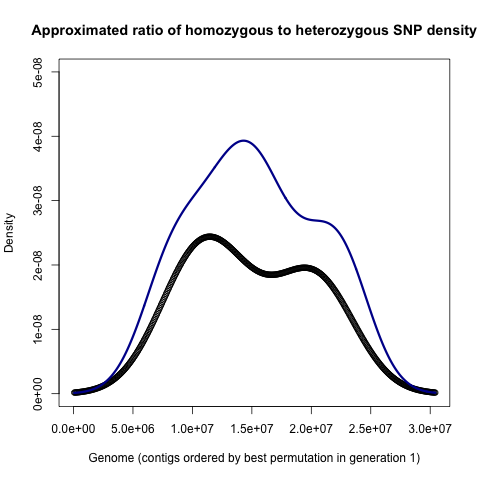 Approximated ratio of homozygous to heterozygous SNP density
5e-08
4e-08
3e-08
2e-08
1e-08
0e+00
Density
0.0e+00 5.0e+06 1.0e+07 1.5e+07 2.0e+07 2.5e+07 3.0e+07
Genome (contigs ordered by best permutation in generation 1)